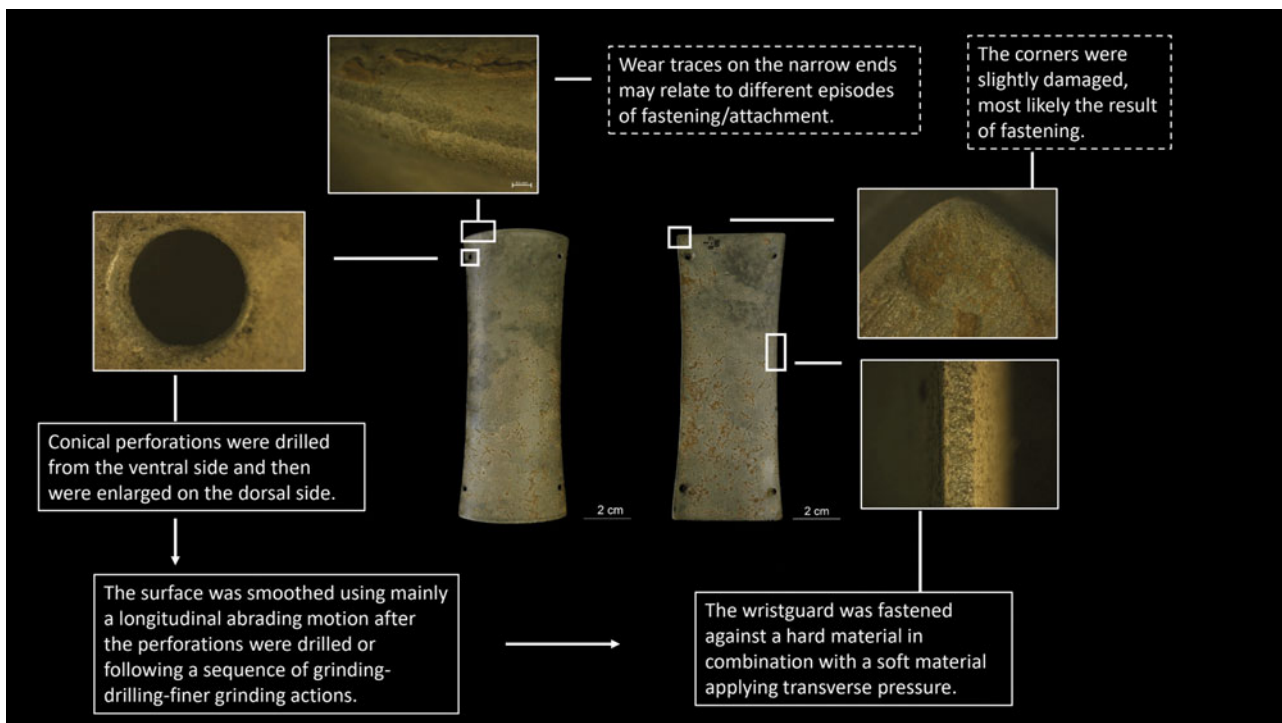 Wear traces on the narrow ends
may relate to different episodes
of fastening/attachment.
The corners were
slightly damaged,
most likely the result
of fastening.
Conical perforations were drilled
from the ventral side and then
were enlarged on the dorsal side.
2 cm
2 cm
The surface was smoothed using mainly
a longitudinal abrading motion after
the perforations were drilled or
following a sequence of grinding-
drilling-finer grinding actions.
The wristguard was fastened
against a hard material in
combination with a soft material
applying transverse pressure.